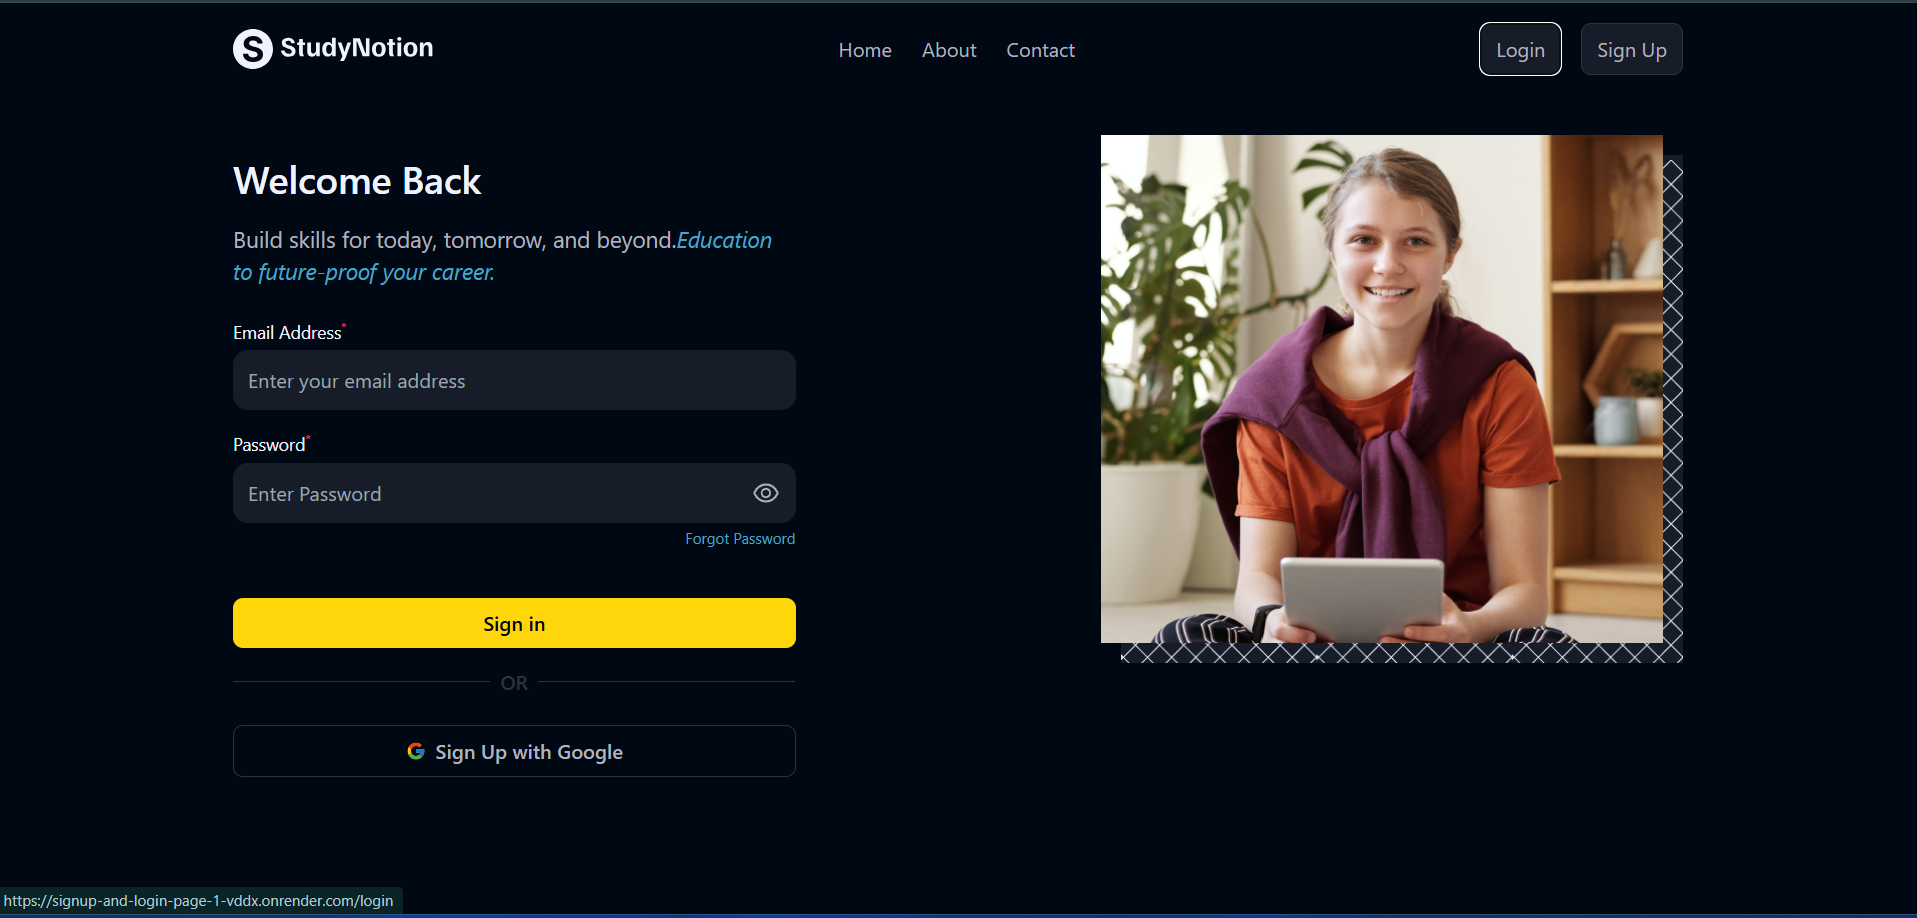 S StudyNotion
Home About Contact
Login Sign Up
Welcome Back
Build skills for today, tomorrow, and beyond.Education
to future-proof your career.
Email Address*
Enter your email address
Password*
Enter Password
Forgot Password
Sign in
OR
Sign Up with Google
https://signup-and-login-page-1-vddx.onrender.com/login